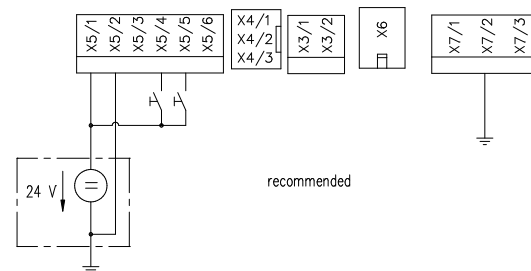 X5/1
X5/2
X5/3
X5/4
X5/5
X5/6
X4/1
X4/2
X4/3
X3/1
X3/2
X6
X7/1
X7/2
X7/3
24 V
recommended